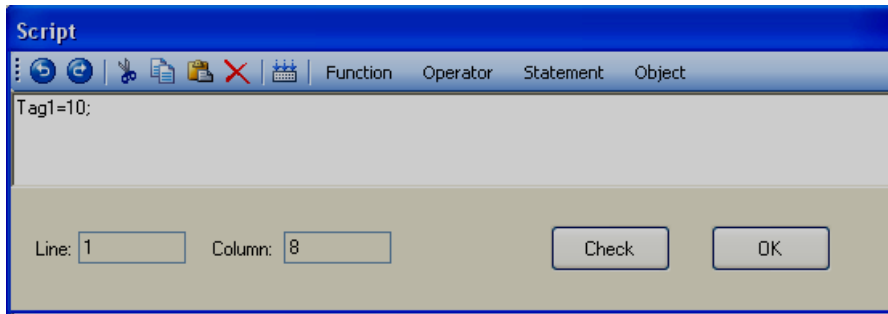 Script
Function Operator Statement Object
Tag1=10;
Line: 1 Column: 8 Check OK